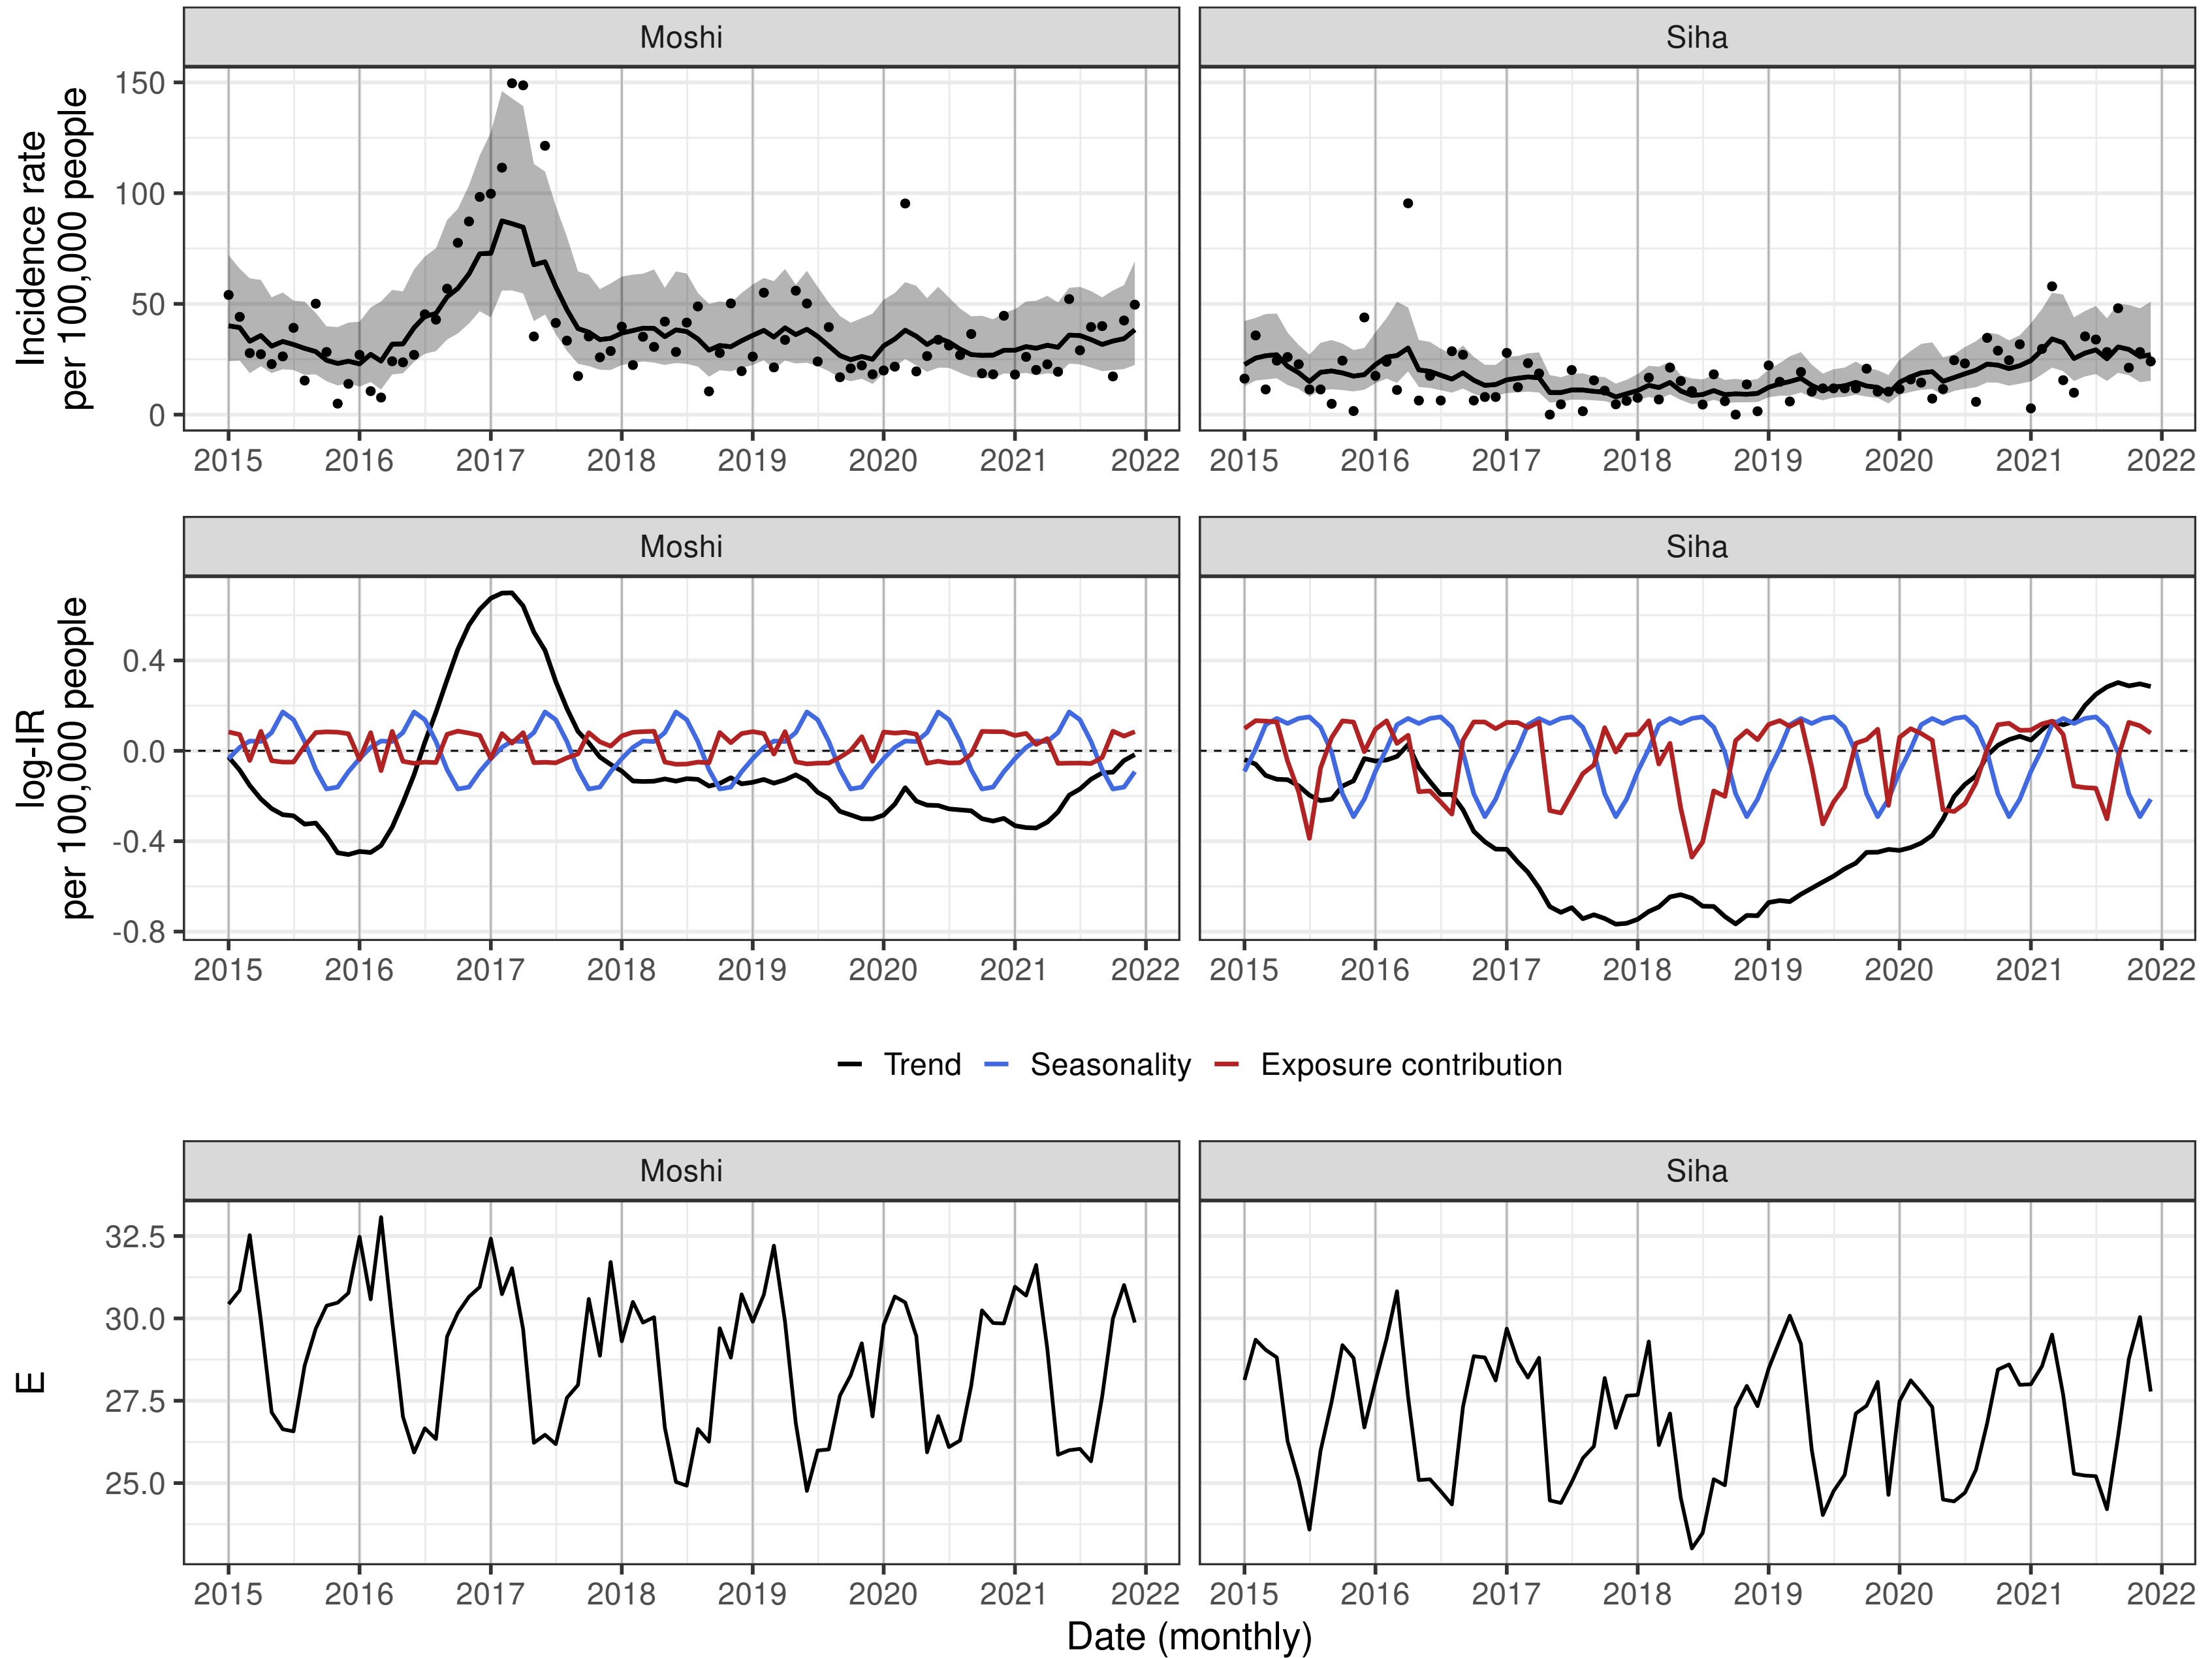 Moshi Siha
Incidence rate
per 100,000 people
150
100
50
0
2015 2016 2017 2018 2019 2020 2021 2022 2015 2016 2017 2018 2019 2020 2021 2022
Moshi Siha
log-IR
per 100,000 people
0.4
0.0
-0.4
-0.8
2015 2016 2017 2018 2019 2020 2021 2022 2015 2016 2017 2018 2019 2020 2021 2022
Trend Seasonality Exposure contribution
Moshi Siha
E
32.5
30.0
27.5
25.0
2015 2016 2017 2018 2019 2020 2021 2022 2015 2016 2017 2018 2019 2020 2021 2022
Date (monthly)